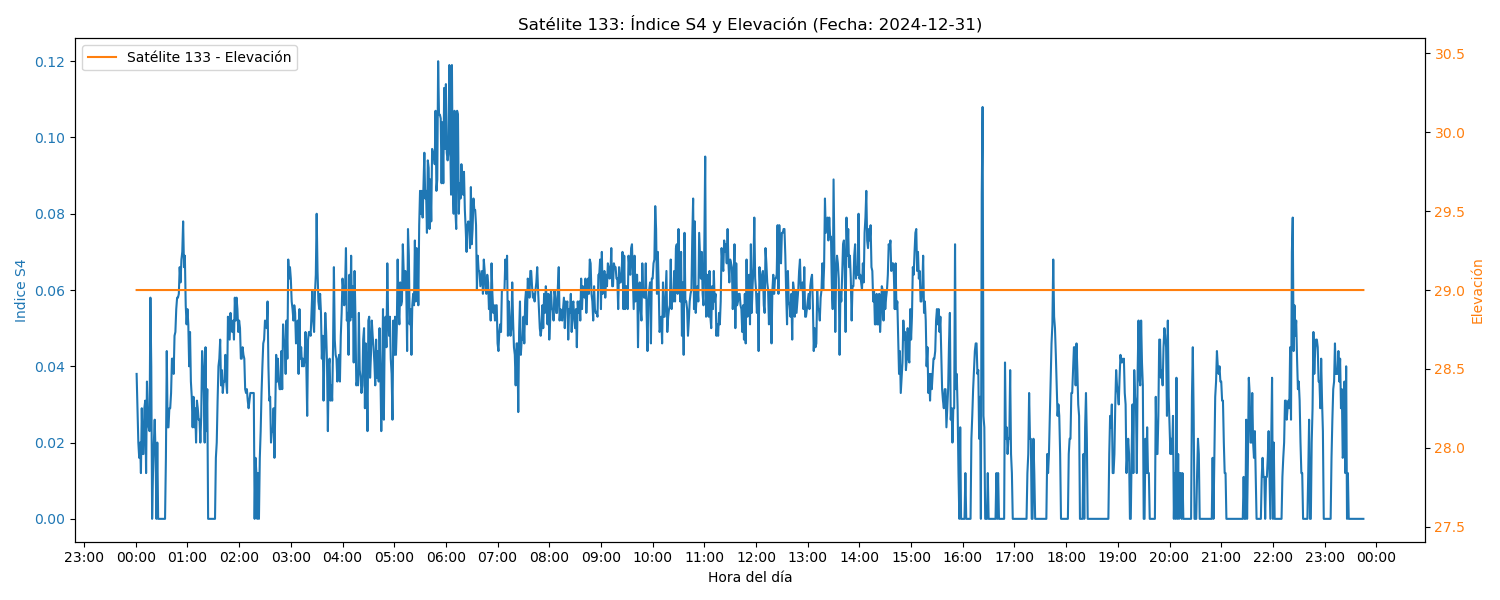 Satélite 133: Índice S4 y Elevación (Fecha: 2024-12-31)
Satélite 133 - Elevación
0.12
0.10
0.08
0.06
0.04
0.02
0.00
Indice S4
30.5
30.0
29.5
29.0
28.5
28.0
27.5
Elevación
23:00 00:00 01:00 02:00 03:00 04:00 05:00 06:00 07:00 08:00 09:00 10:00 11:00 12:00 13:00 14:00 15:00 16:00 17:00 18:00 19:00 20:00 21:00 22:00 23:00 00:00
Hora del día